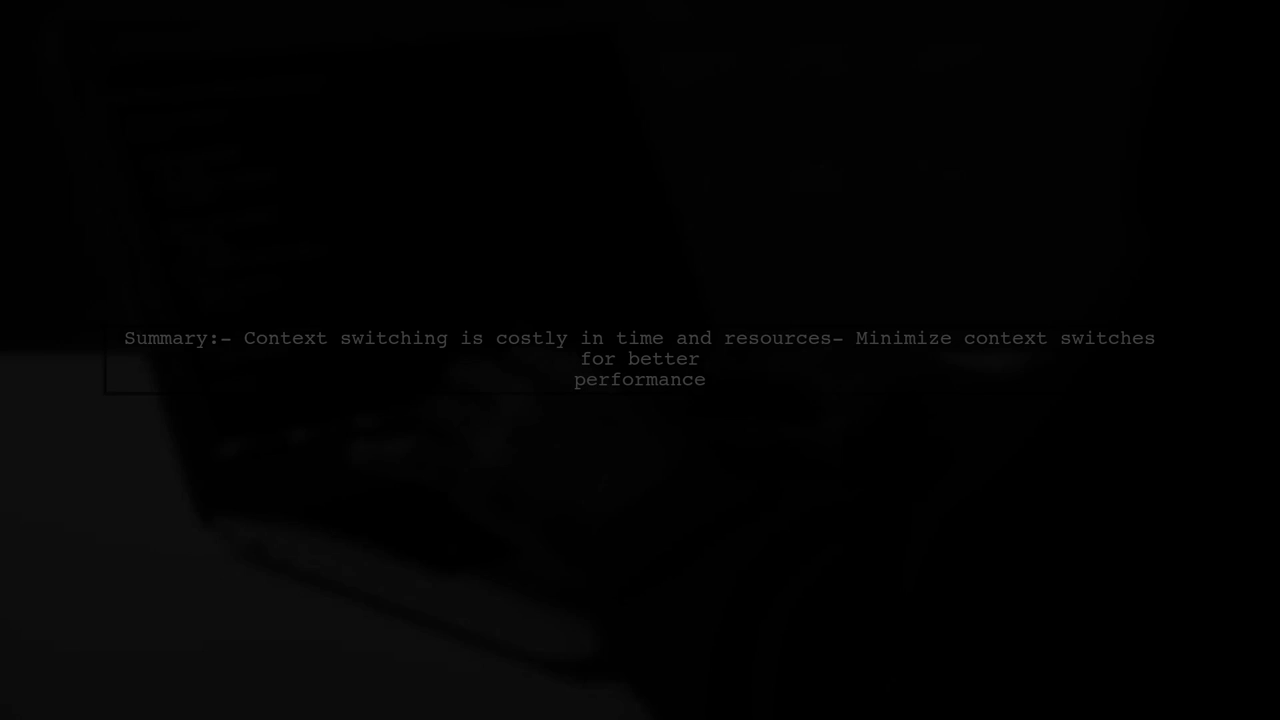 Summary:- Context switching is costly in time and resources- Minimize context switches
for better
performance